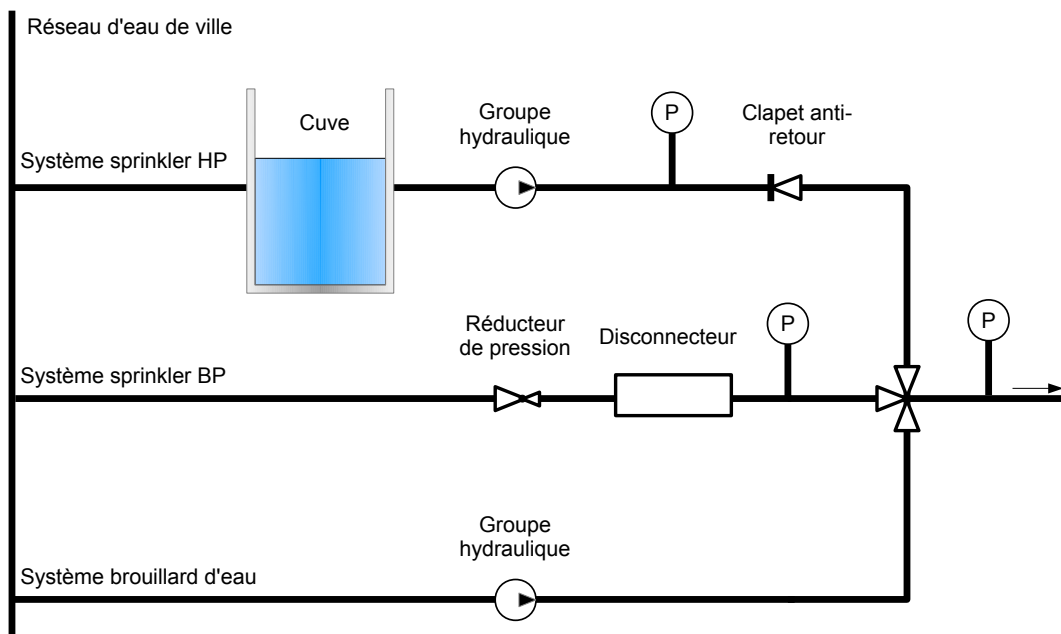 Réseau d'eau de ville
Cuve
Groupe
hydraulique
P
Clapet anti-
retour
Système sprinkler HP
Réducteur
de pression
Disconnecteur
P
P
Système sprinkler BP
Groupe
hydraulique
Système brouillard d'eau